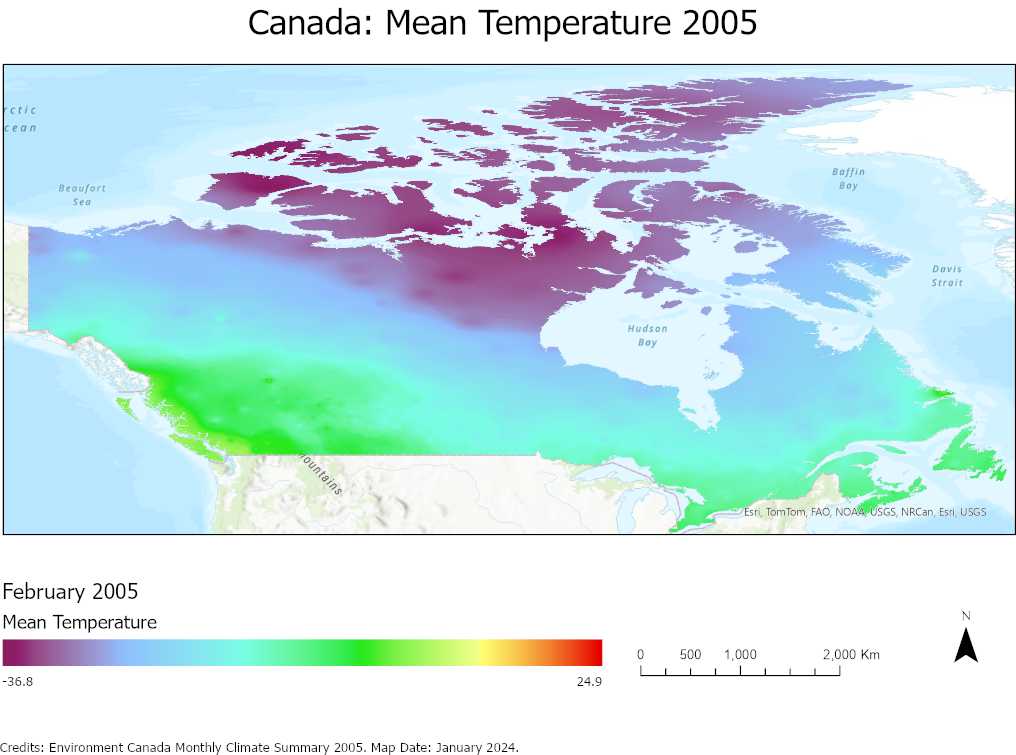 Canada: Mean Temperature 2005
rctic
cean
Beaufort
Sea
Baffin
Bay
Davis
Strait
Hudson
Bay
ountains
Esri, TomTom, FAO, NOAA, USGS, NRCan, Esri, USGS
February 2005
Mean Temperature
-36.8
24.9
0 500 1,000 2,000 Km
N
Credits: Environment Canada Monthly Climate Summary 2005. Map Date: January 2024.